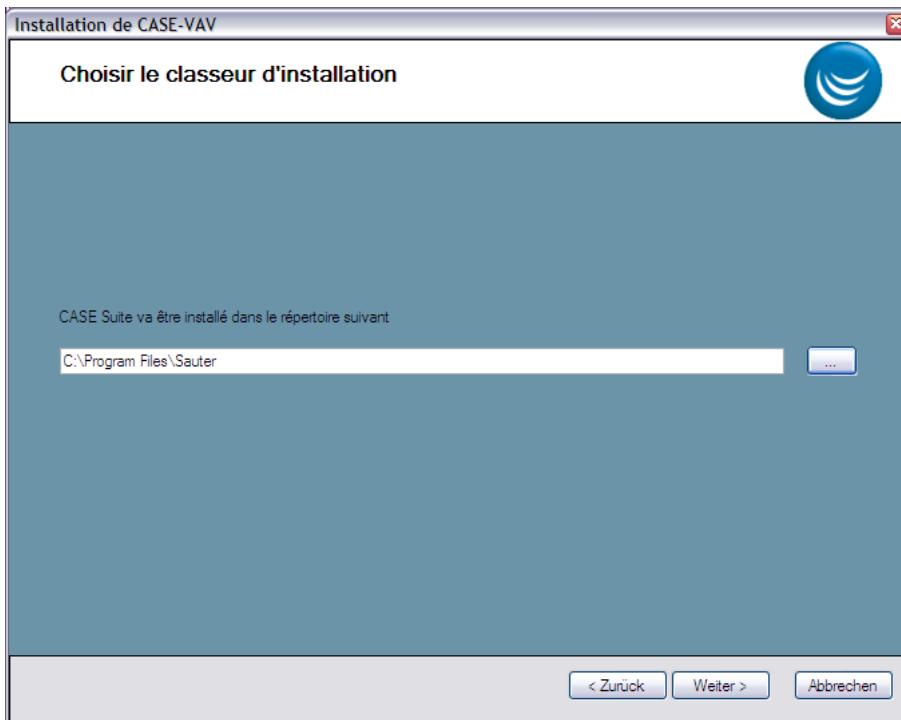 Installation de CASE-VAV
Choisir le classeur d'installation
CASE Suite va être installé dans le répertoire suivant
C:\Program Files\Sauter
...
< Zurück
Weiter >
Abbrechen